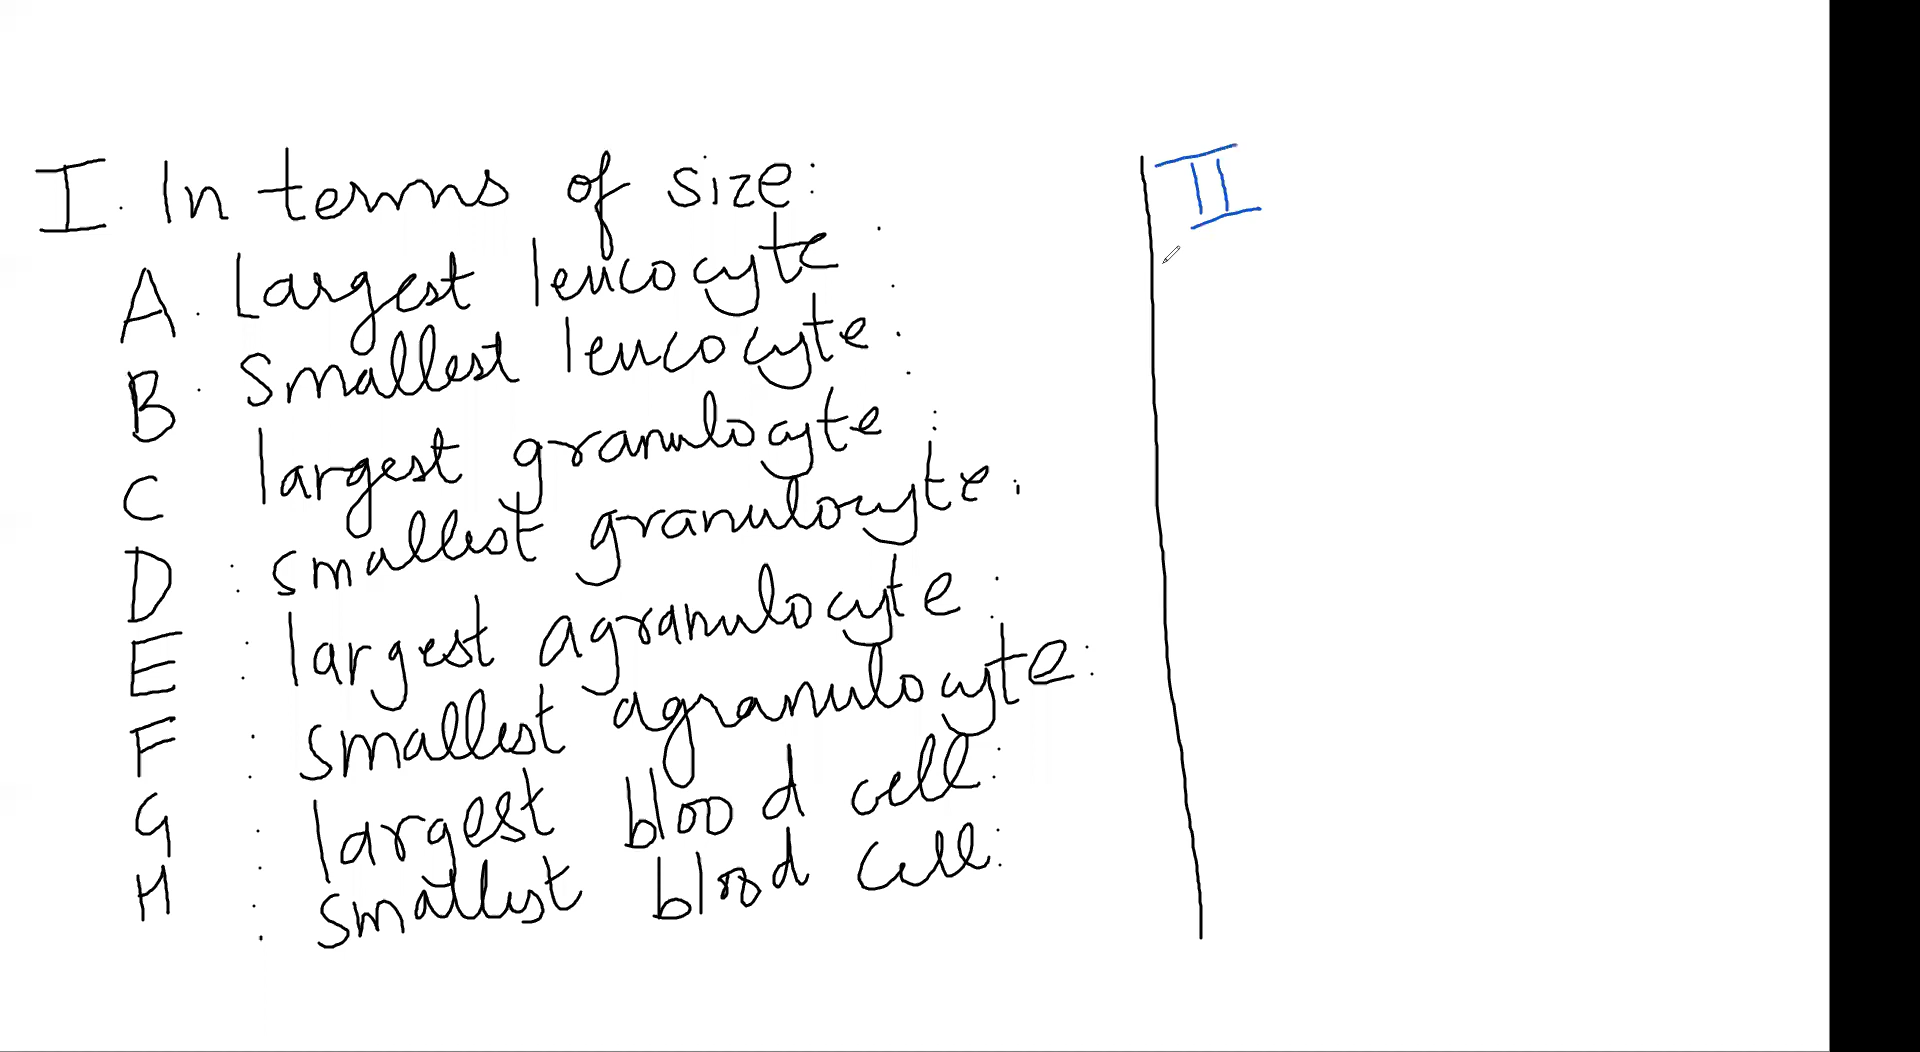 I. In terms of size:
A. Largest leucocyte :
B. Smallest leucocyte :
C largest granulocyte :
D : smallest granulocyte :
E : largest agranulocyte :
F : smallest agranulocyte :
G : largest blood cell :
H : smallest blood cell :
II